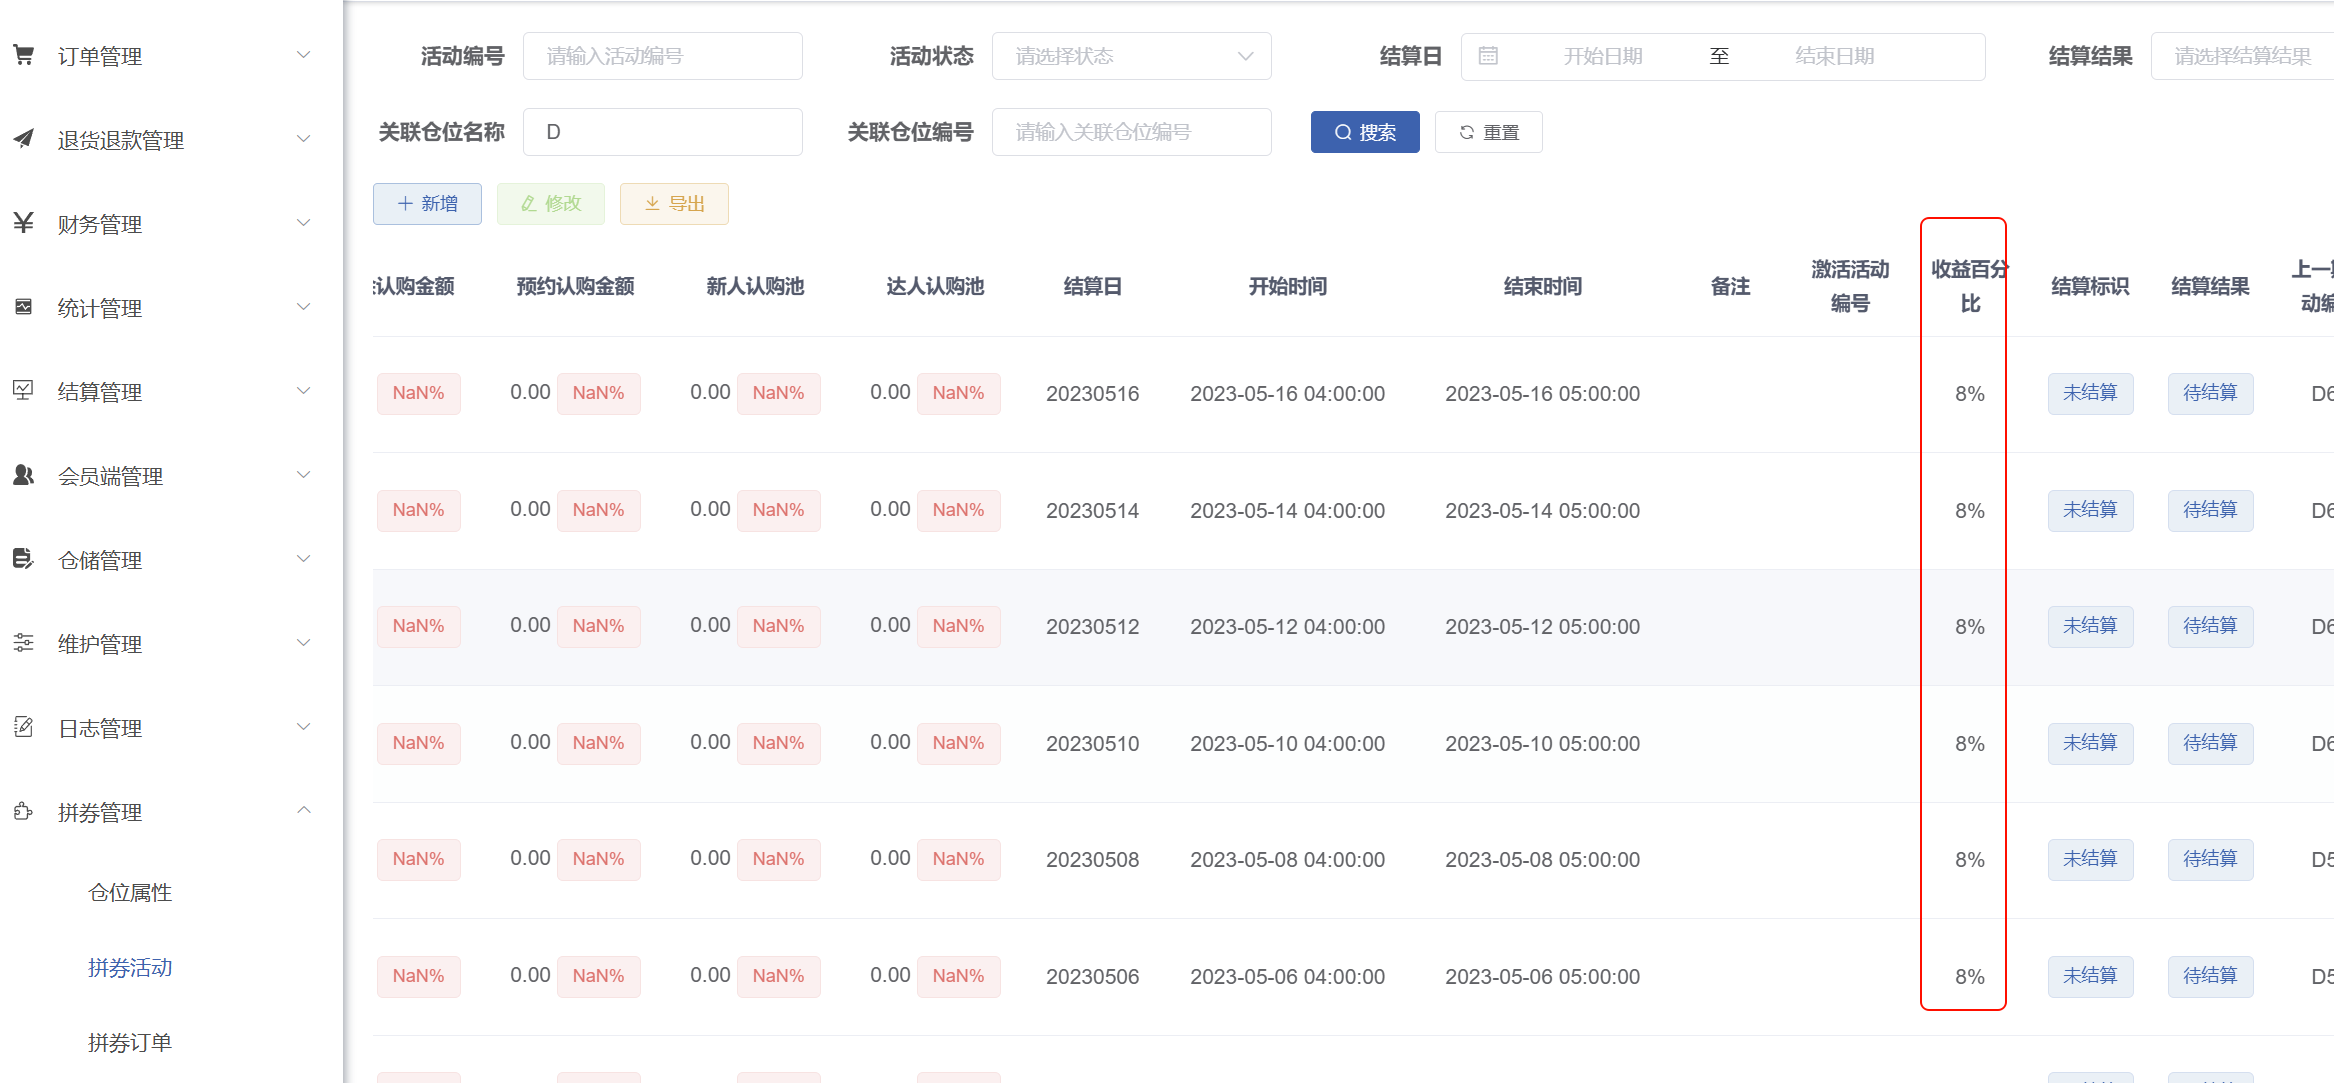 订单管理
退货退款管理
财务管理
统计管理
结算管理
会员端管理
仓储管理
维护管理
日志管理
拼券管理
仓位属性
拼券活动
拼券订单
活动编号 请输入活动编号 活动状态 请选择状态 结算日 开始日期 至 结束日期 结算结果 请选择结算结果
关联仓位名称 D 关联仓位编号 请输入关联仓位编号 搜索 重置
新增 修改 导出
认购金额 预约认购金额 新人认购池 达人认购池 结算日 开始时间 结束时间 备注 激活活动编号 收益百分比 结算标识 结算结果 上一
NaN% 0.00 NaN% 0.00 NaN% 0.00 NaN% 20230516 2023-05-16 04:00:00 2023-05-16 05:00:00 8% 未结算 待结算 D6
NaN% 0.00 NaN% 0.00 NaN% 0.00 NaN% 20230514 2023-05-14 04:00:00 2023-05-14 05:00:00 8% 未结算 待结算 D6
NaN% 0.00 NaN% 0.00 NaN% 0.00 NaN% 20230512 2023-05-12 04:00:00 2023-05-12 05:00:00 8% 未结算 待结算 D6
NaN% 0.00 NaN% 0.00 NaN% 0.00 NaN% 20230510 2023-05-10 04:00:00 2023-05-10 05:00:00 8% 未结算 待结算 D6
NaN% 0.00 NaN% 0.00 NaN% 0.00 NaN% 20230508 2023-05-08 04:00:00 2023-05-08 05:00:00 8% 未结算 待结算 D5
NaN% 0.00 NaN% 0.00 NaN% 0.00 NaN% 20230506 2023-05-06 04:00:00 2023-05-06 05:00:00 8% 未结算 待结算 D5